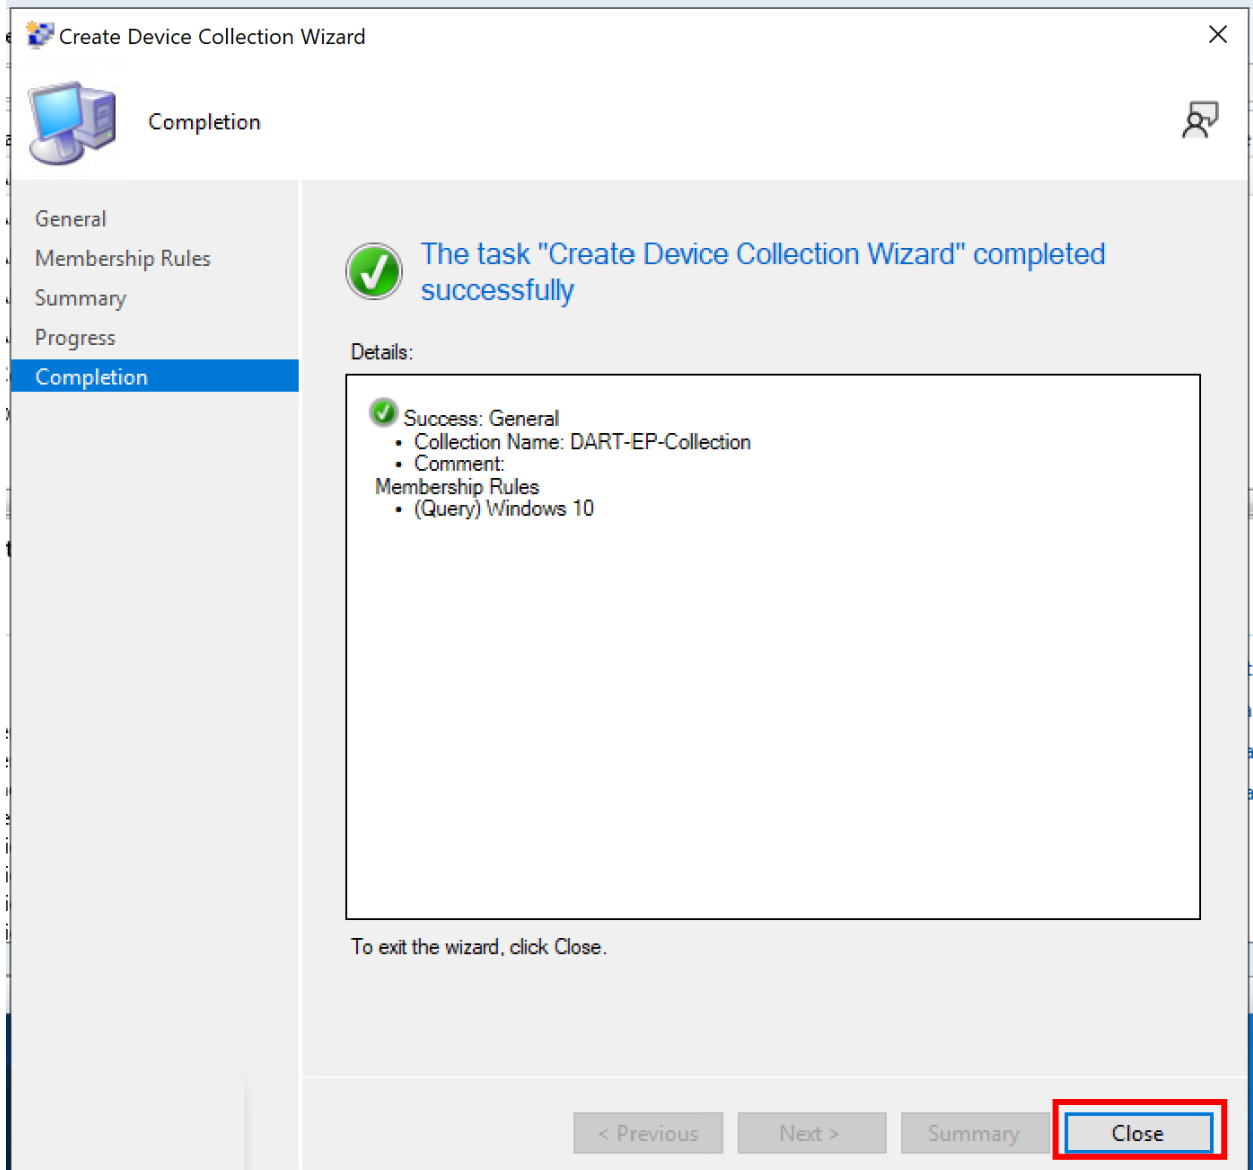 Create Device Collection Wizard
Completion
General
Membership Rules
Summary
Progress
Completion
The task "Create Device Collection Wizard" completed
successfully
Details:
Success: General
• Collection Name: DART-EP-Collection
• Comment:
Membership Rules
• (Query) Windows 10
To exit the wizard, click Close.
< Previous
Next >
Summary
Close